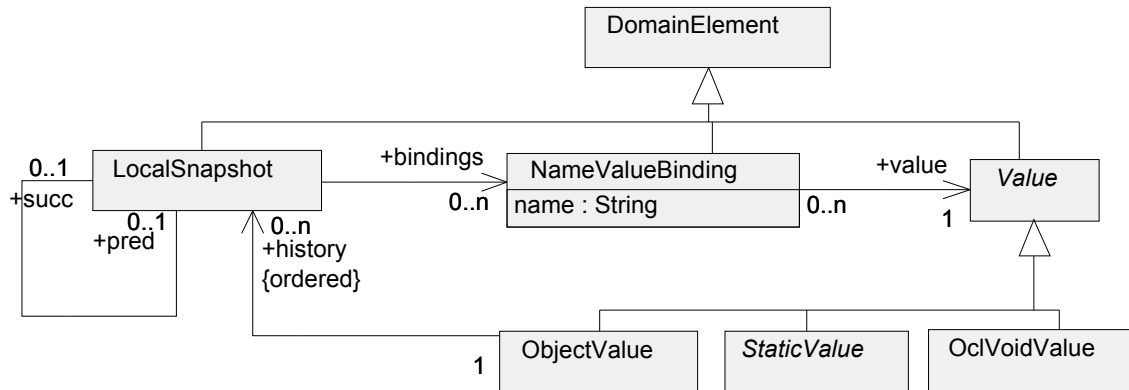 DomainElement
+bindings
+value
0..1
LocalSnapshot
NameValueBinding
Value
+succ
0..1
0..n
0..n
name : String
0..n
1
+pred
+history
{ordered}
ObjectValue
StaticValue
OclVoidValue
1